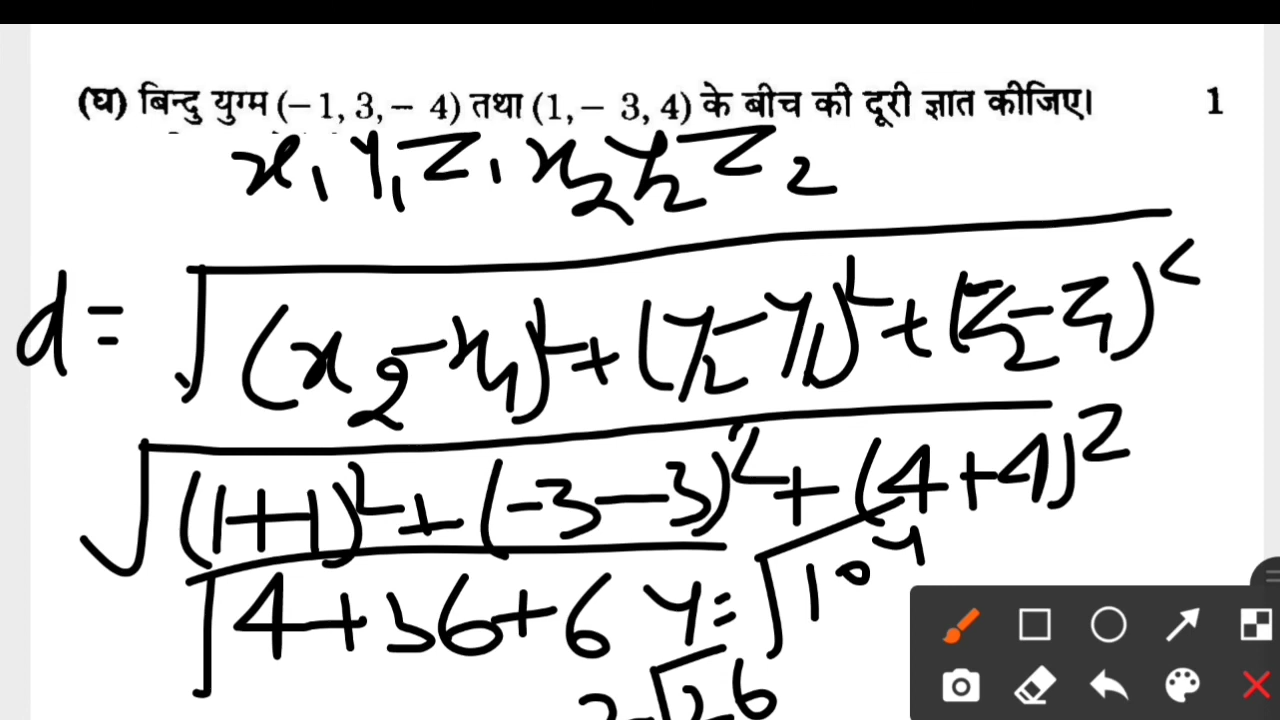 (घ) बिन्दु युग्म (– 1, 3, – 4) तथा (1, – 3, 4) के बीच की दूरी ज्ञात कीजिए। 1
x₁ y₁ z₁ x₂ y₂ z₂
d = √(x₂-x₁)²+(y₂-y₁)²+(z₂-z₁)²
√(1+1)²+(-3-3)²+(4+4)²
√4+36+64 = √104
2√26